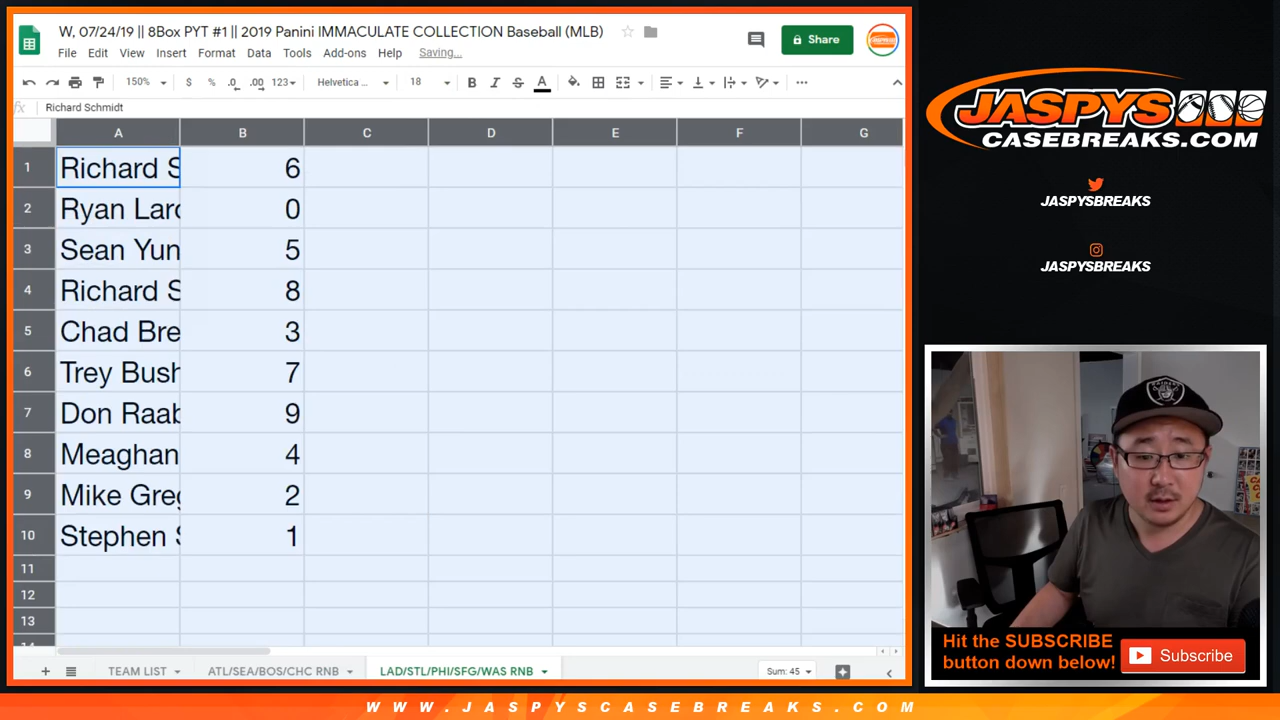 W, 07/24/19 || 8Box PYT #1 || 2019 Panini IMMACULATE COLLECTION Baseball (MLB)
File Edit View Insert Format Data Tools Add-ons Help Saving...
Share
150% $ % .0 .00 123 Helvetica ... 18 B I S A
fx Richard Schmidt
A B C D E F G
1 Richard S 6
2 Ryan Laro 0
3 Sean Yun 5
4 Richard S 8
5 Chad Bre 3
6 Trey Bush 7
7 Don Raab 9
8 Meaghan 4
9 Mike Greg 2
10 Stephen S 1
11
12
13
TEAM LIST ATL/SEA/BOS/CHC RNB LAD/STL/PHI/SFG/WAS RNB Sum: 45
JASPYS
CASEBREAKS.COM
JASPYSBREAKS
JASPYSBREAKS
RAIDERS
Hit the SUBSCRIBE
button down below!
Subscribe
WWW.JASPYSCASEBREAKS.COM